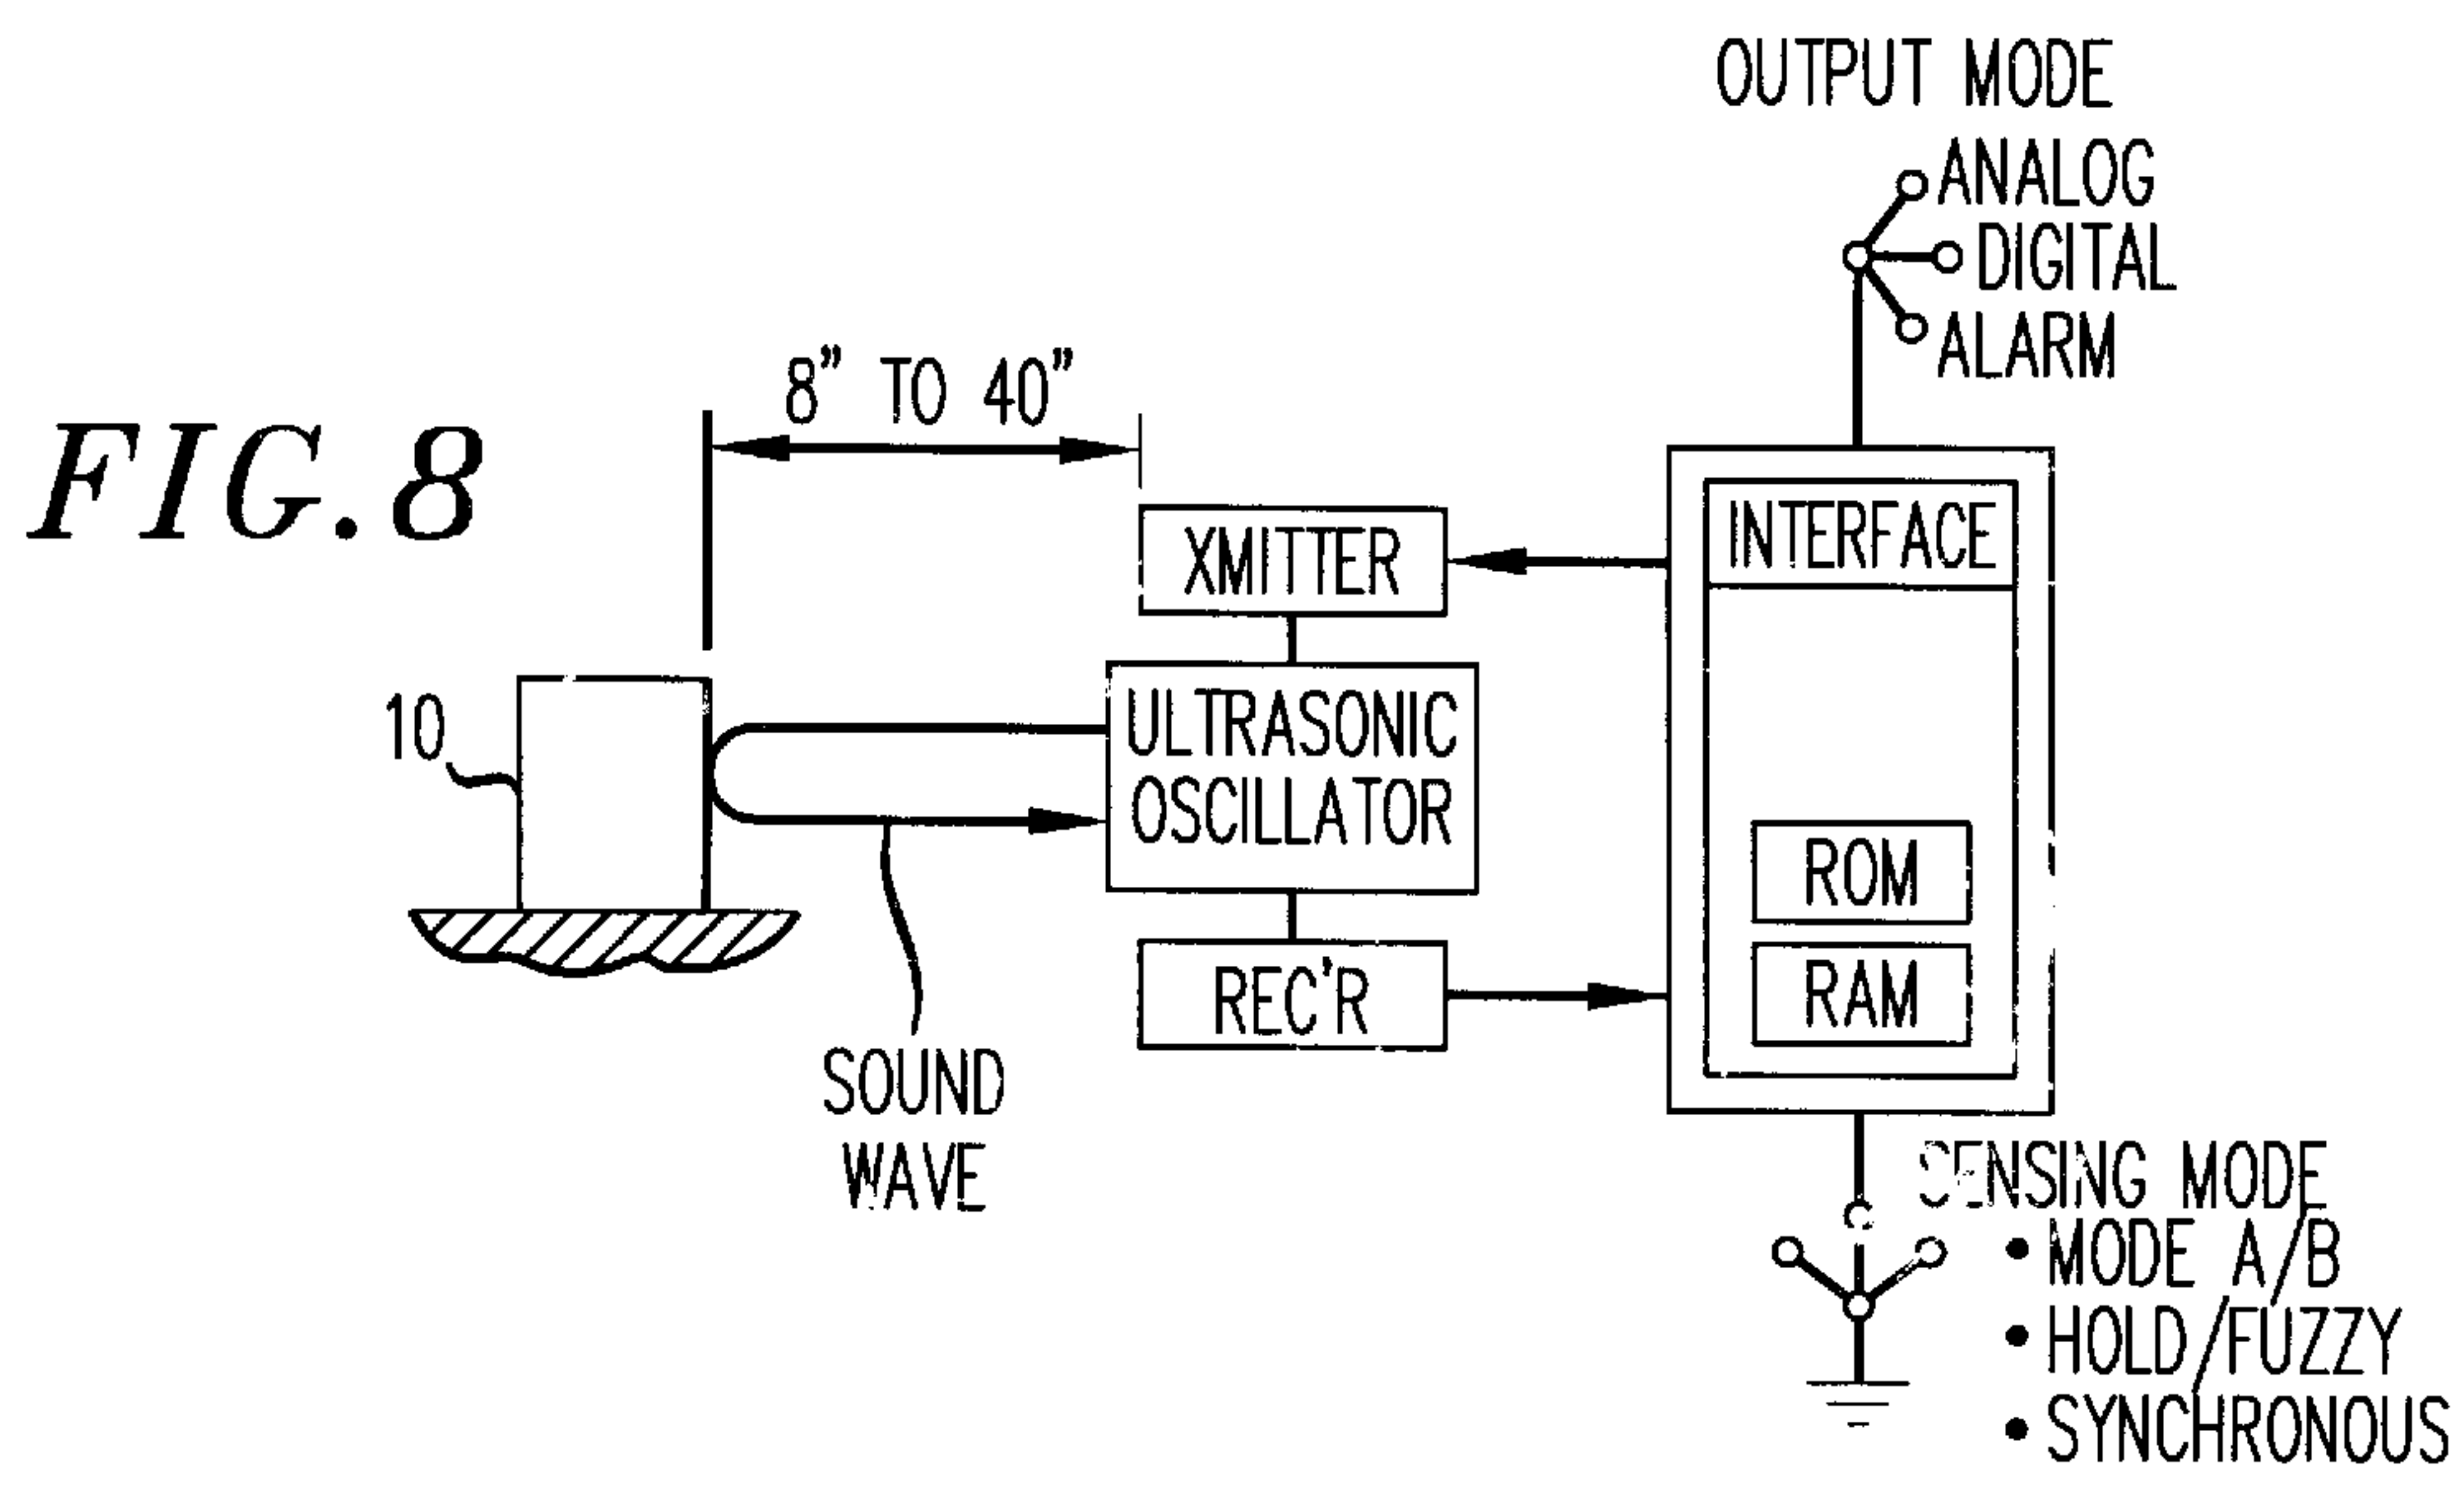 OUTPUT MODE
ANALOG
DIGITAL
ALARM
8" TO 40"
FIG. 8
XMITTER
INTERFACE
10
ULTRASONIC
OSCILLATOR
ROM
RAM
REC'R
SOUND
WAVE
SENSING MODE
• MODE A/B
• HOLD/FUZZY
• SYNCHRONOUS